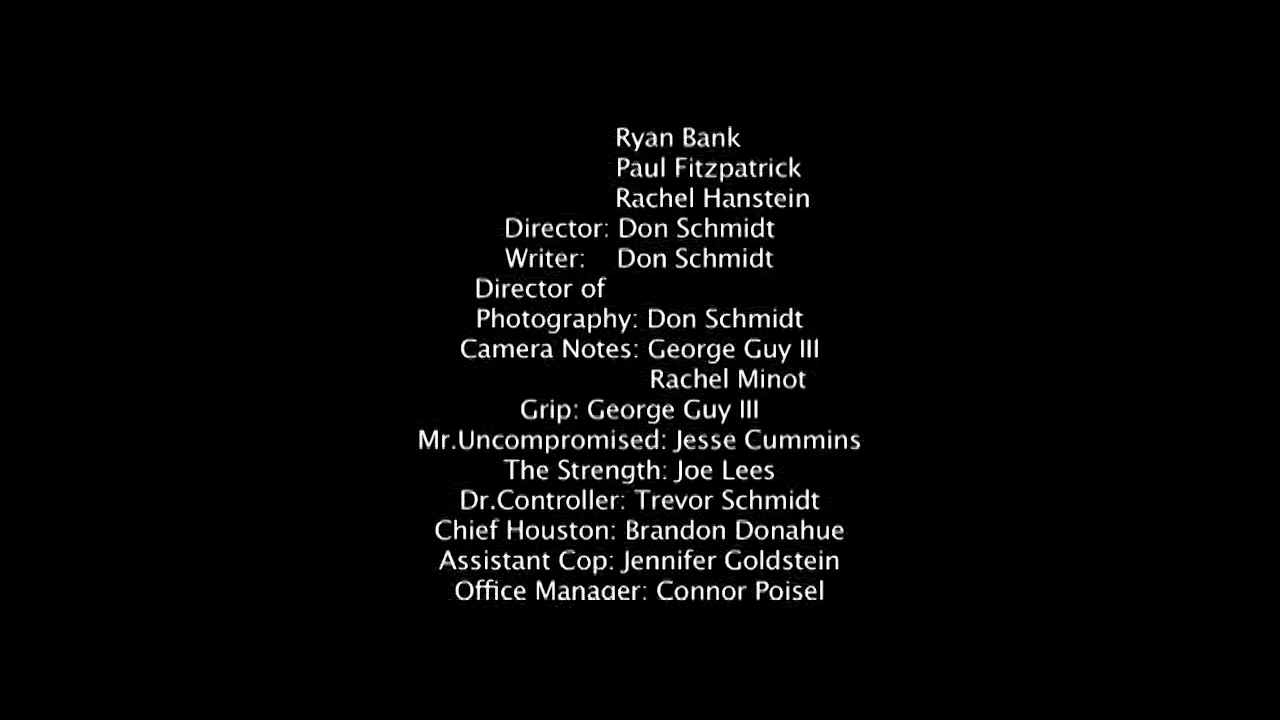 Ryan Bank
Paul Fitzpatrick
Rachel Hanstein
Director: Don Schmidt
Writer: Don Schmidt
Director of
Photography: Don Schmidt
Camera Notes: George Guy III
Rachel Minot
Grip: George Guy III
Mr.Uncompromised: Jesse Cummins
The Strength: Joe Lees
Dr.Controller: Trevor Schmidt
Chief Houston: Brandon Donahue
Assistant Cop: Jennifer Goldstein
Office Manager: Connor Poisel